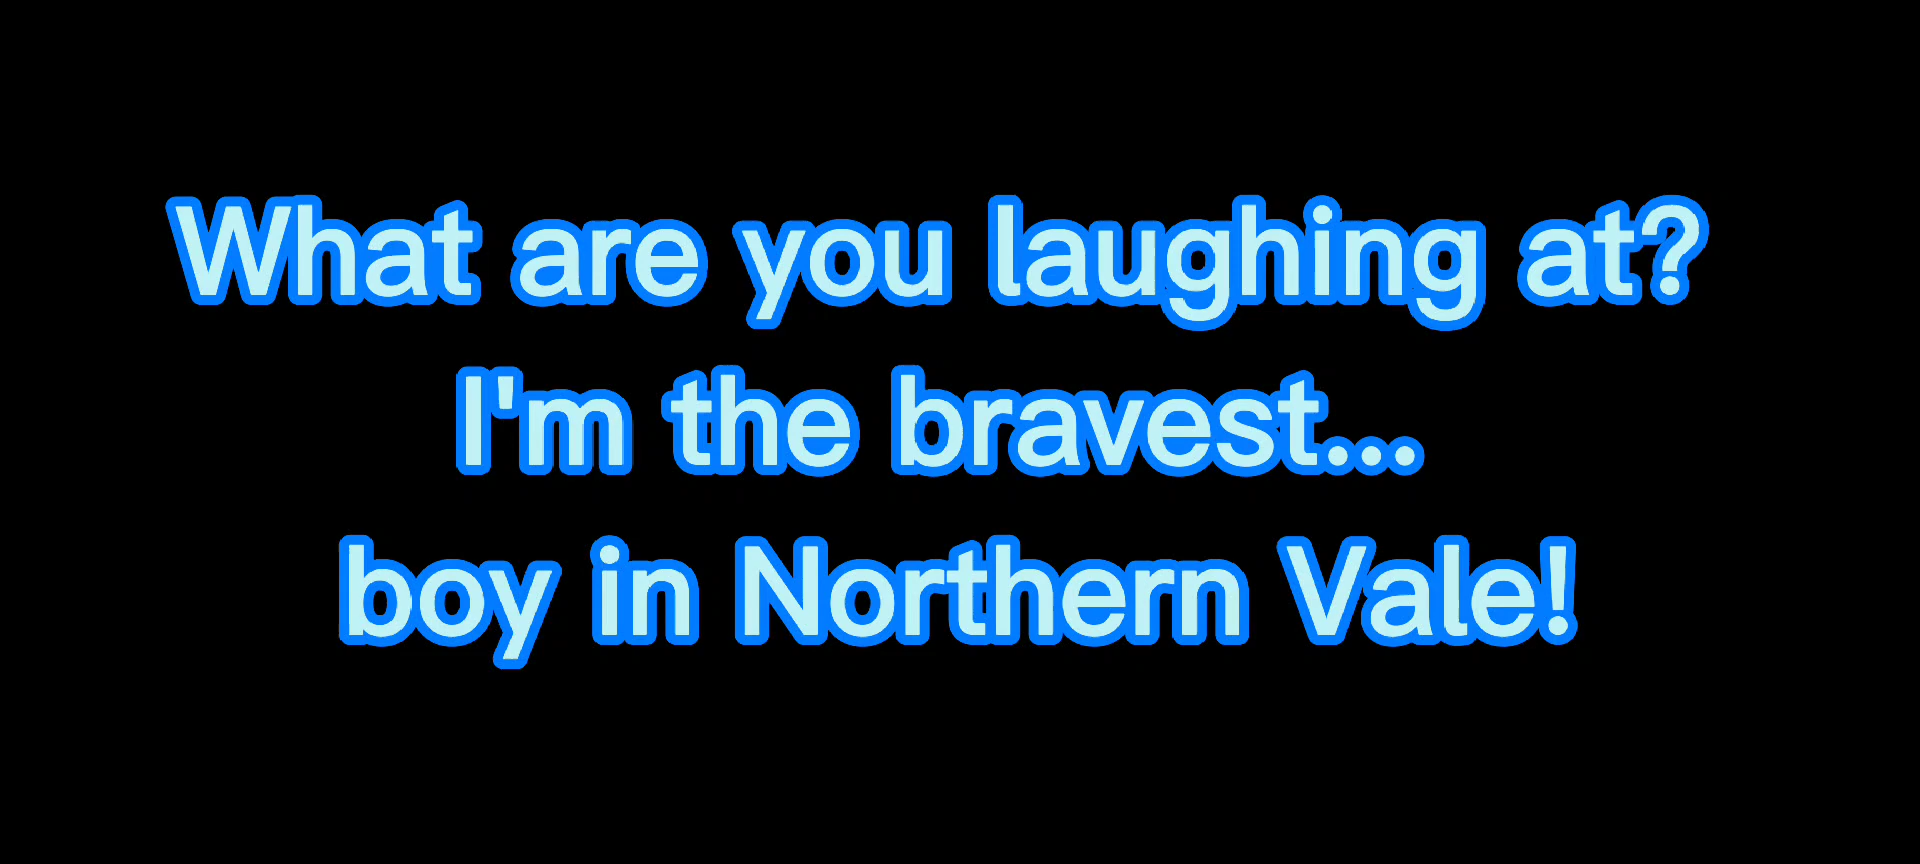 What are you laughing at?
I'm the bravest...
boy in Northern Vale!